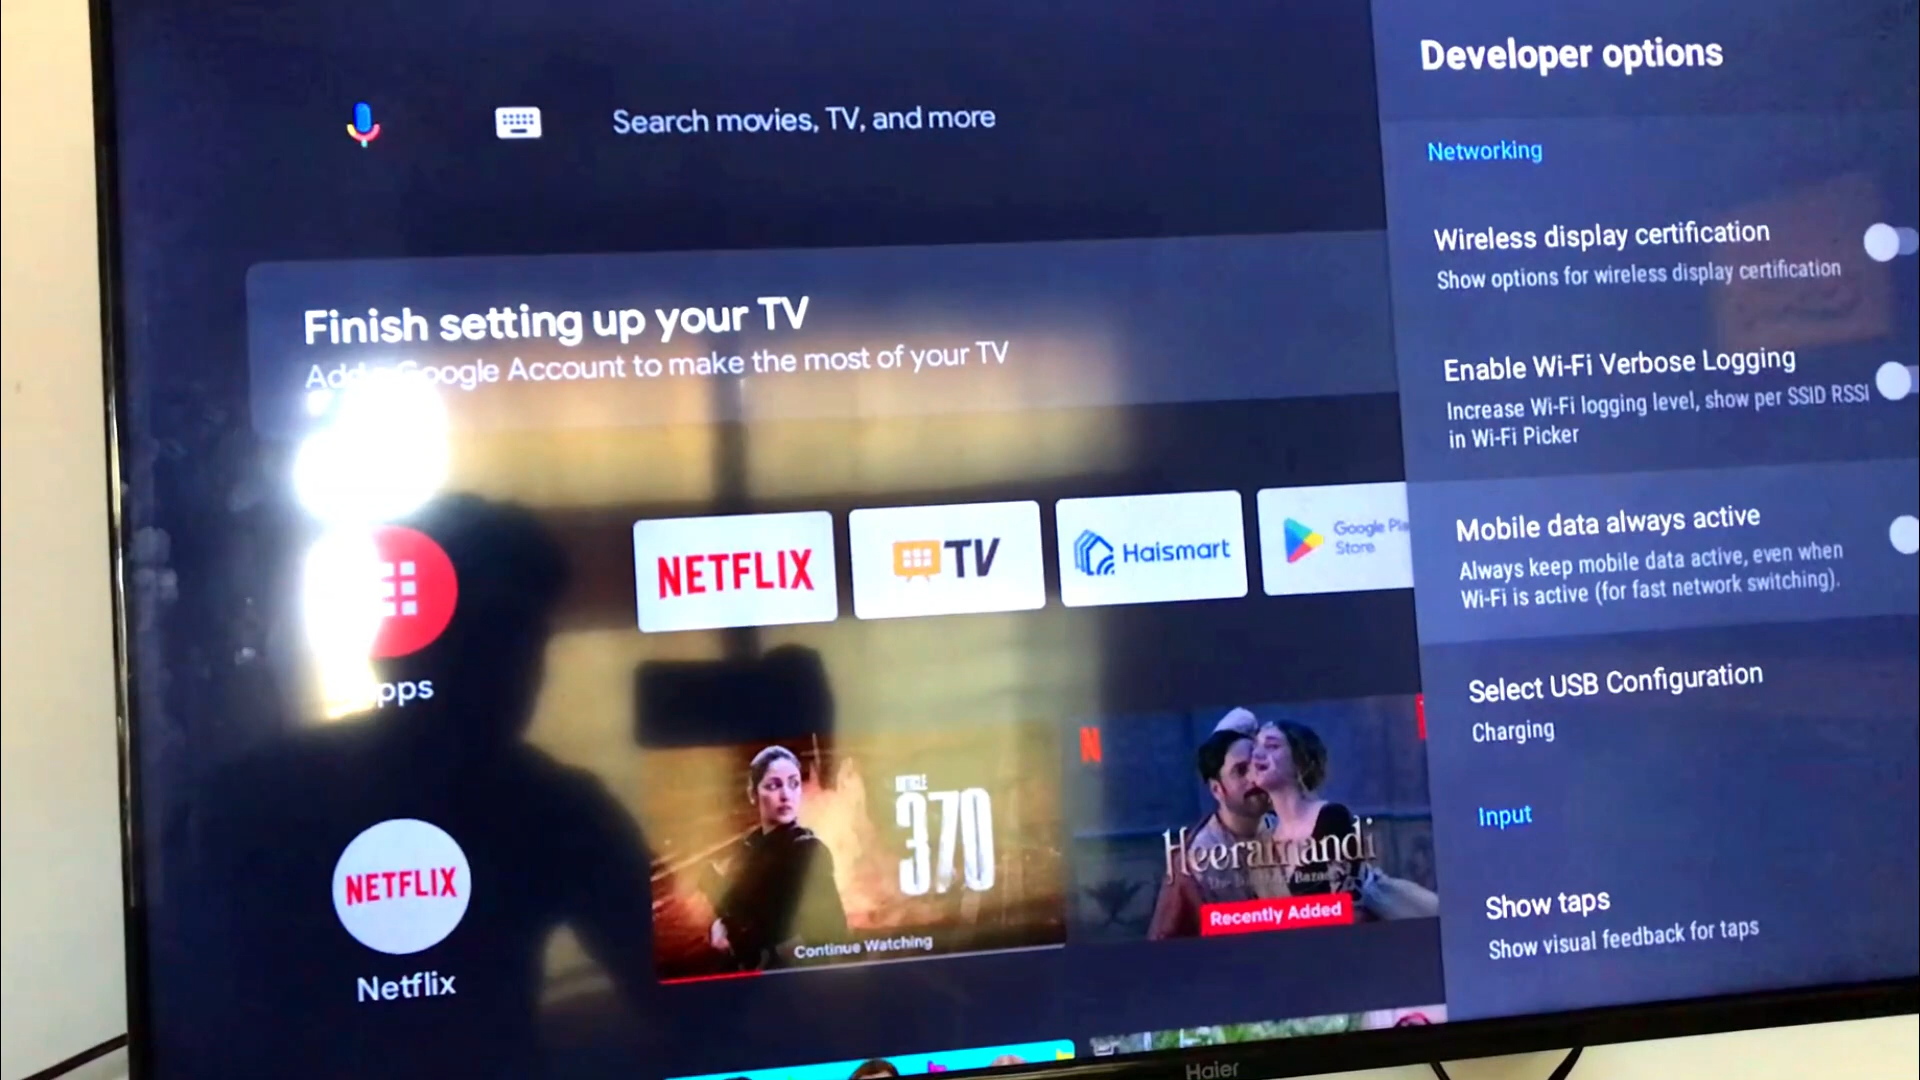 Search movies, TV, and more
Finish setting up your TV
Google Account to make the most of your TV
NETFLIX
TV
Haismart
Google
Store
NETFLIX
Netflix
ARTICLE
370
Continue Watching
N
Heeramandi
Recently Added
Developer options
Networking
Wireless display certification
Show options for wireless display certification
Enable Wi-Fi Verbose Logging
Increase Wi-Fi logging level, show per SSID RSSI
in Wi-Fi Picker
Mobile data always active
Always keep mobile data active, even when
Wi-Fi is active (for fast network switching).
Select USB Configuration
Charging
Input
Show taps
Show visual feedback for taps
Haier